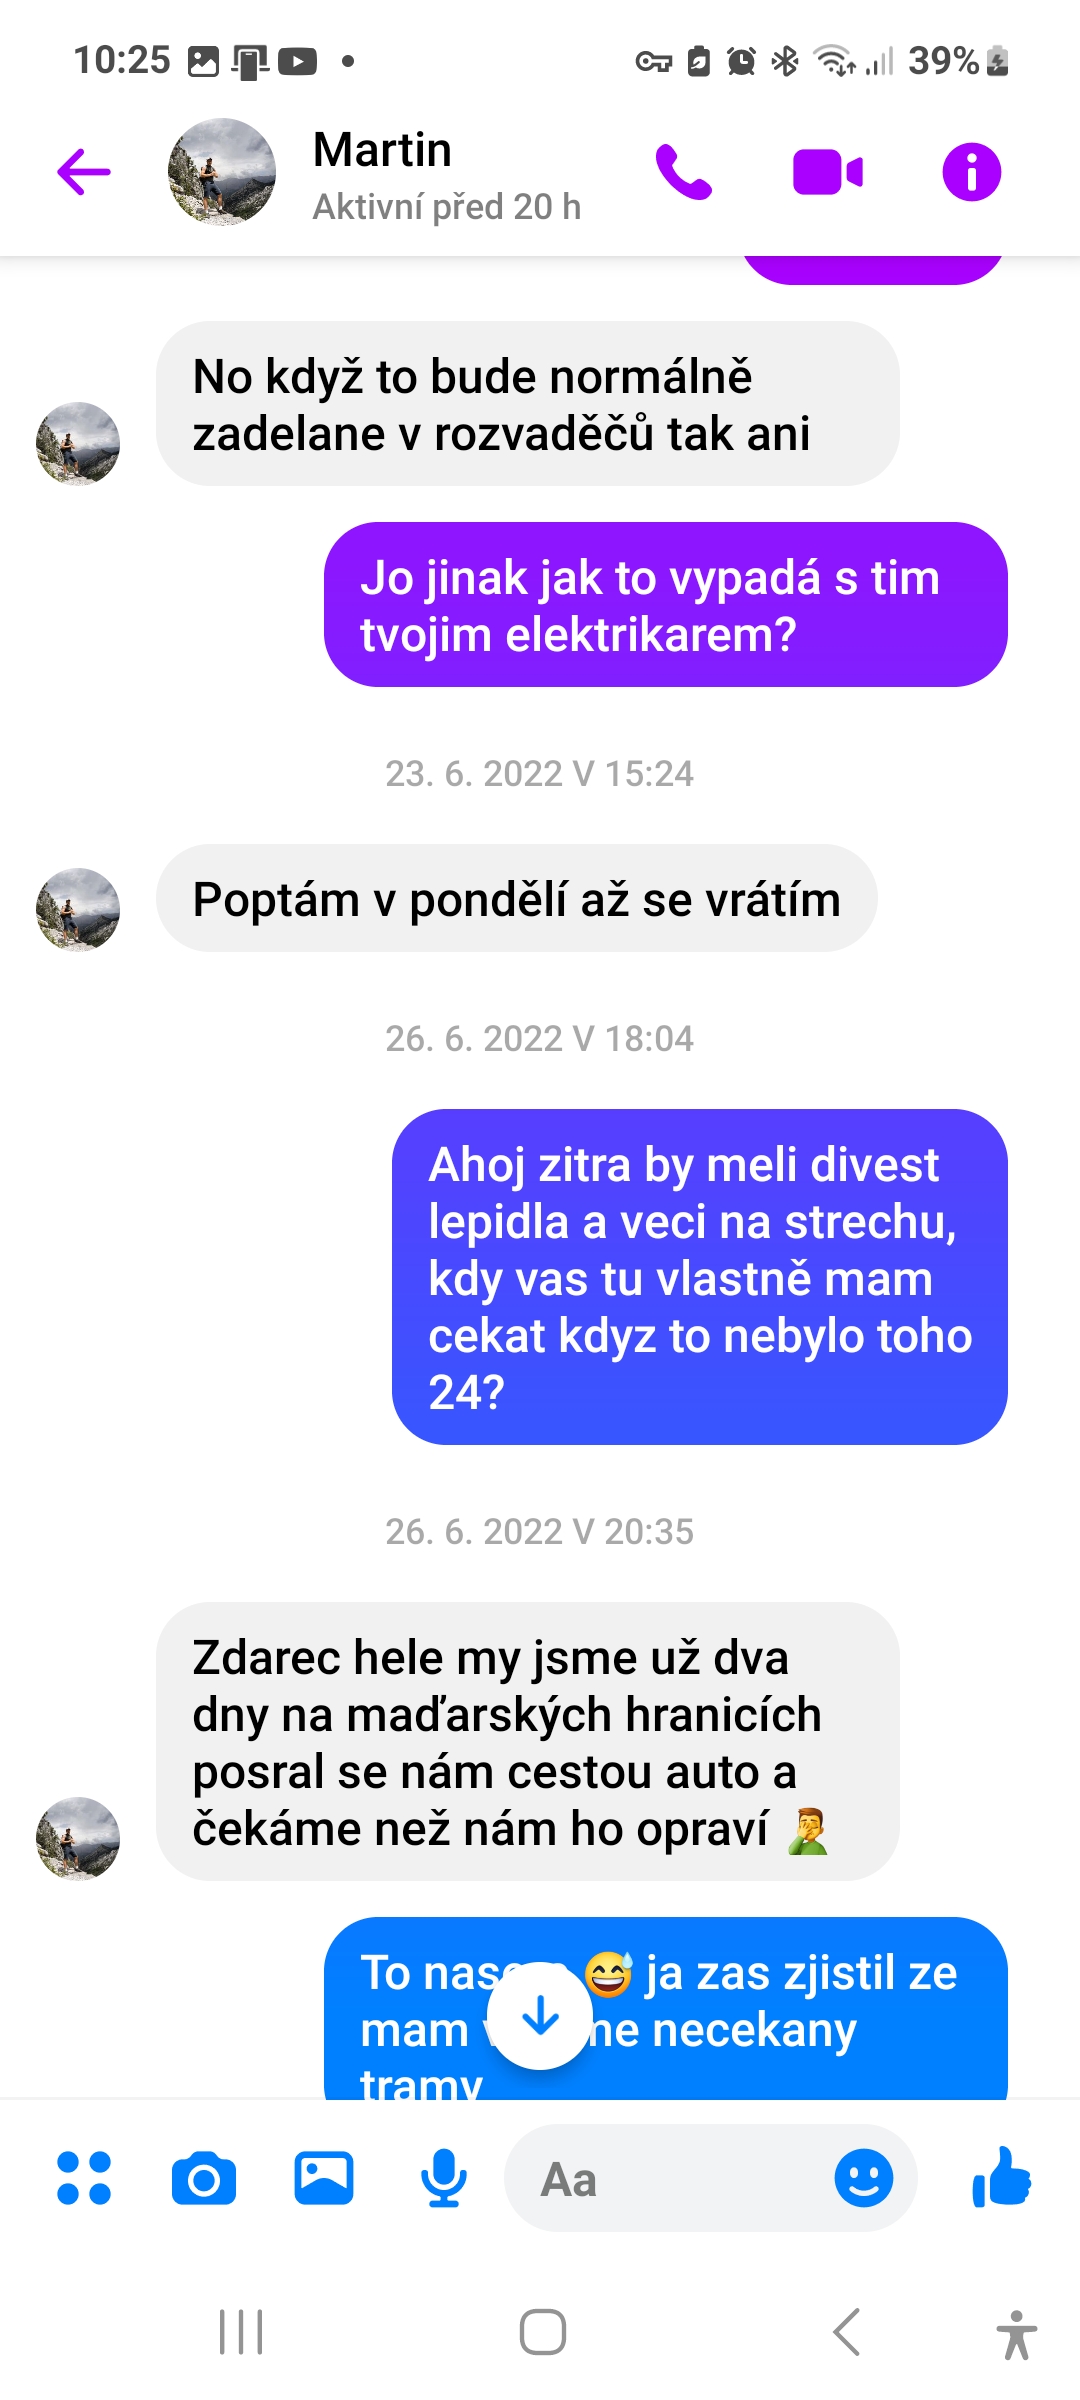 10:25
39%
Martin
Aktivní před 20 h
No když to bude normálně
zadelane v rozvaděčů tak ani
Jo jinak jak to vypadá s tim
tvojim elektrikarem?
23. 6. 2022 V 15:24
Poptám v pondělí až se vrátím
26. 6. 2022 V 18:04
Ahoj zitra by meli divest
lepidla a veci na strechu,
kdy vas tu vlastně mam
cekat kdyz to nebylo toho
24?
26. 6. 2022 V 20:35
Zdarec hele my jsme už dva
dny na maďarských hranicích
posral se nám cestou auto a
čekáme než nám ho opraví 🤦‍♂️
To 😅 ja zas zjistil ze
mam necekany
tramy
Aa